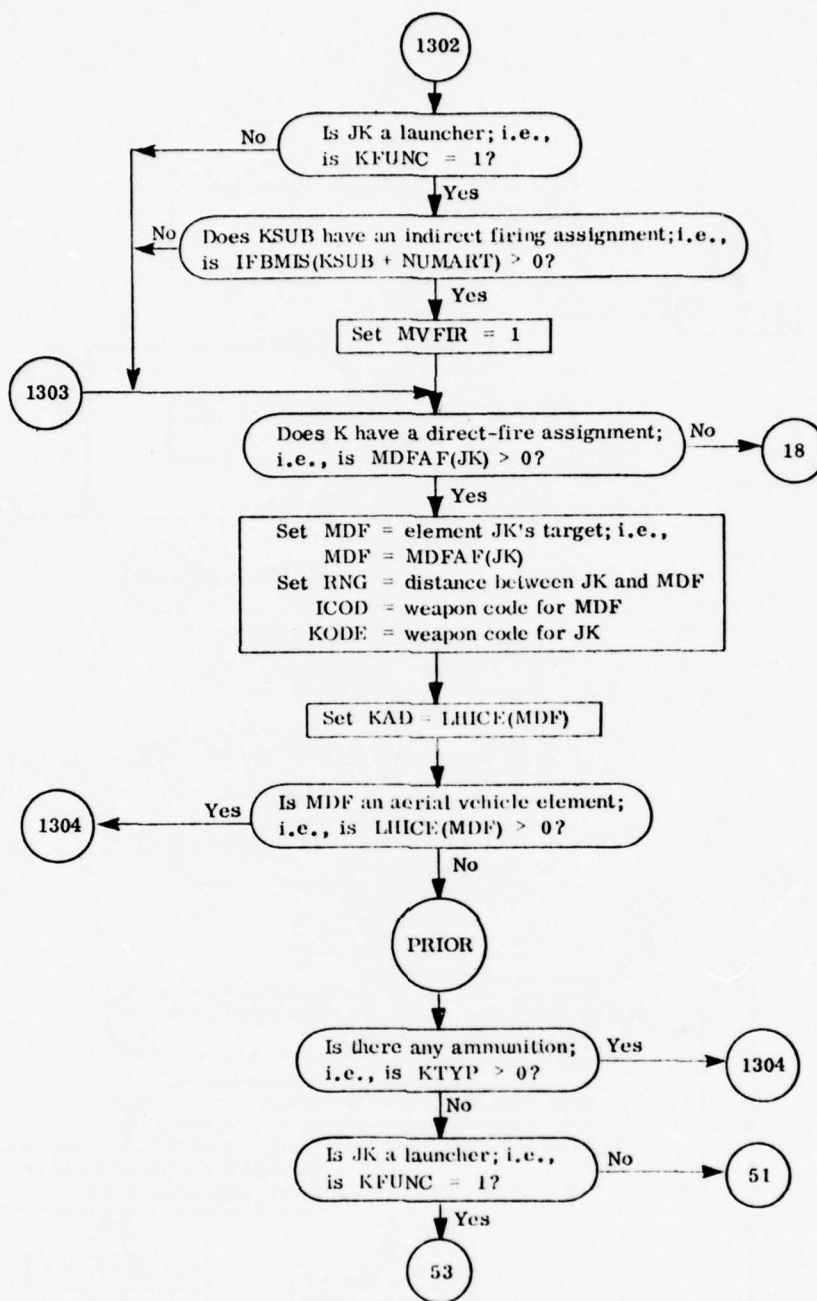 1302
No
Is JK a launcher; i.e.,
is KFUNC = 1?
Yes
No
Does KSUB have an indirect firing assignment; i.e.,
is IFBMIS(KSUB + NUMART) > 0?
Yes
Set MVFIR = 1
1303
Does K have a direct-fire assignment;
i.e., is MDFAF(JK) > 0?
No
18
Yes
Set MDF = element JK's target; i.e.,
MDF = MDFAF(JK)
Set RNG = distance between JK and MDF
ICOD = weapon code for MDF
KODE = weapon code for JK
Set KAD = LHICE(MDF)
1304
Yes
Is MDF an aerial vehicle element;
i.e., is LHICE(MDF) > 0?
No
PRIOR
Is there any ammunition;
i.e., is KTYP > 0?
Yes
1304
No
Is JK a launcher; i.e.,
is KFUNC = 1?
No
51
Yes
53